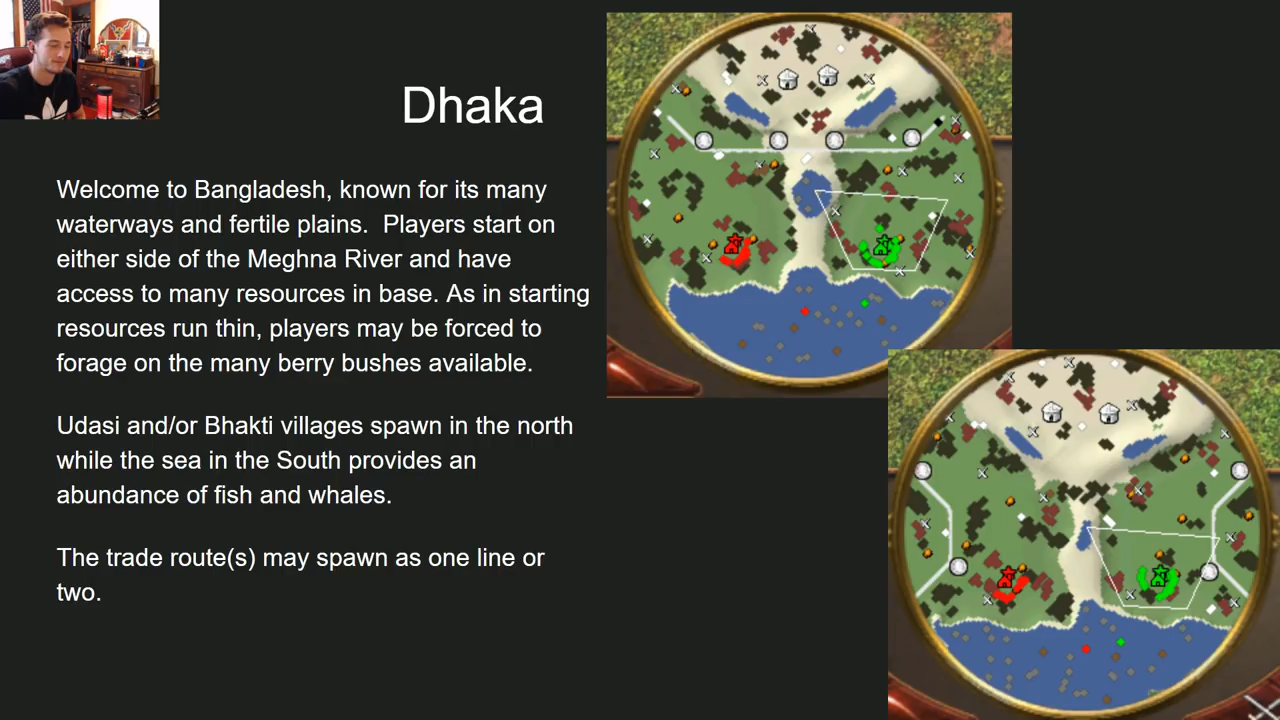 Dhaka
Welcome to Bangladesh, known for its many
waterways and fertile plains.  Players start on
either side of the Meghna River and have
access to many resources in base. As in starting
resources run thin, players may be forced to
forage on the many berry bushes available.
Udasi and/or Bhakti villages spawn in the north
while the sea in the South provides an
abundance of fish and whales.
The trade route(s) may spawn as one line or
two.